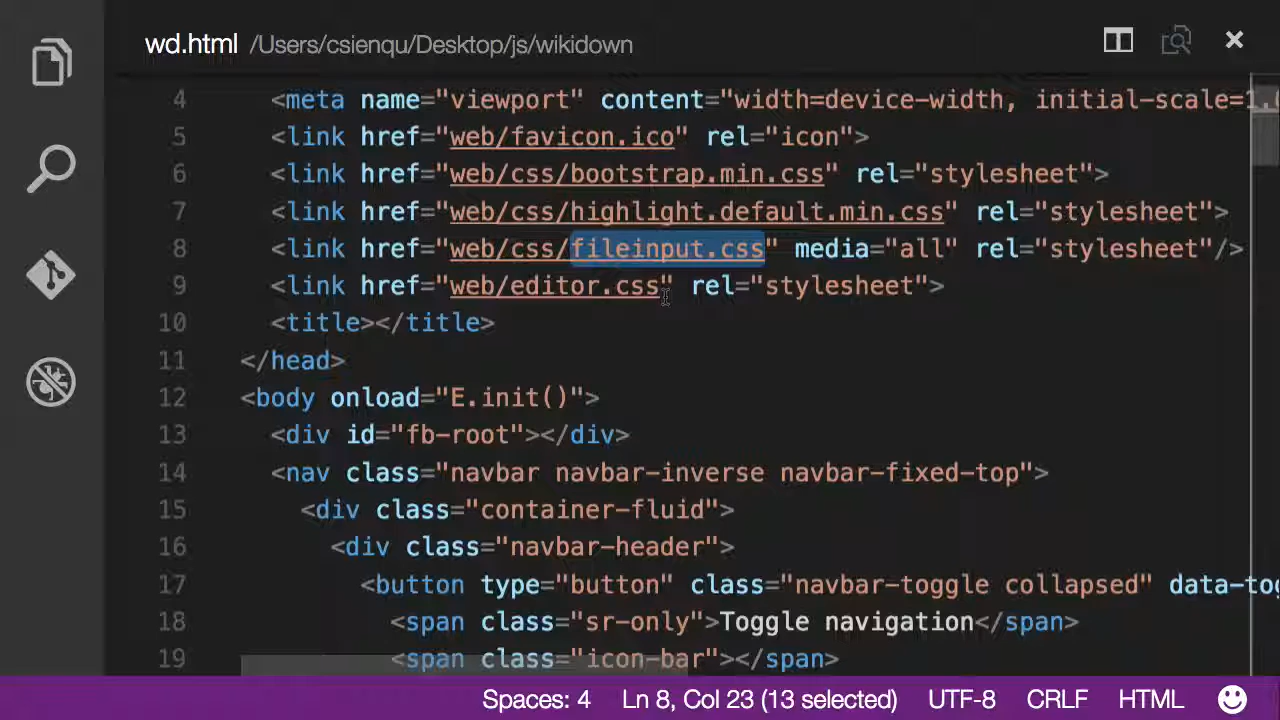 wd.html /Users/csienqu/Desktop/js/wikidown
4 <meta name="viewport" content="width=device-width, initial-scale=1.
5 <link href="web/favicon.ico" rel="icon">
6 <link href="web/css/bootstrap.min.css" rel="stylesheet">
7 <link href="web/css/highlight.default.min.css" rel="stylesheet">
8 <link href="web/css/fileinput.css" media="all" rel="stylesheet"/>
9 <link href="web/editor.css" rel="stylesheet">
10 <title></title>
11 </head>
12 <body onload="E.init()">
13 <div id="fb-root"></div>
14 <nav class="navbar navbar-inverse navbar-fixed-top">
15 <div class="container-fluid">
16 <div class="navbar-header">
17 <button type="button" class="navbar-toggle collapsed" data-tog
18 <span class="sr-only">Toggle navigation</span>
19 <span class="icon-bar"></span>
Spaces: 4 Ln 8, Col 23 (13 selected) UTF-8 CRLF HTML